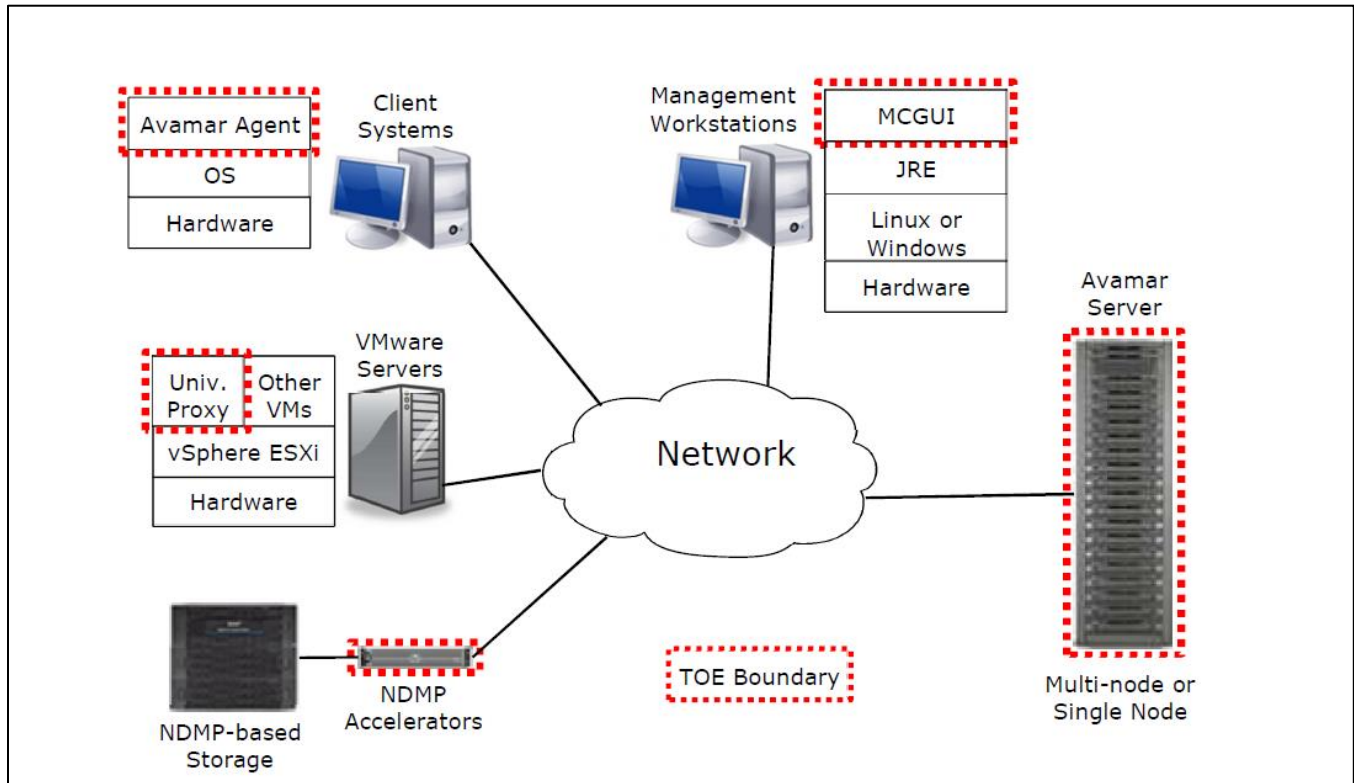 Avamar Agent
OS
Hardware
Client
Systems
Management
Workstations
MCGUI
JRE
Linux or
Windows
Hardware
Avamar
Server
Univ.
Proxy
Other
VMs
vSphere ESXi
Hardware
VMware
Servers
Network
NDMP-based
Storage
NDMP
Accelerators
TOE Boundary
Multi-node or
Single Node